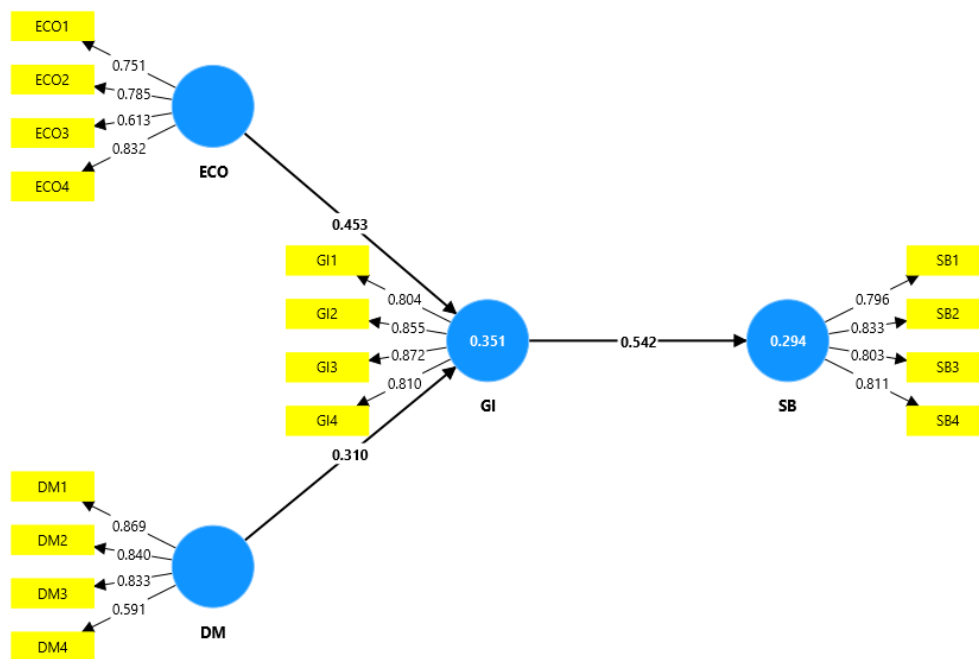 ECO1
0.751
ECO2
0.785
ECO3
0.613
ECO4
0.832
ECO
0.453
GI1
0.804
GI2
0.855
GI3
0.872
GI4
0.810
0.351
GI
0.542
0.294
SB
SB1
0.796
SB2
0.833
SB3
0.803
SB4
0.811
0.310
DM1
0.869
DM2
0.840
DM3
0.833
DM4
0.591
DM